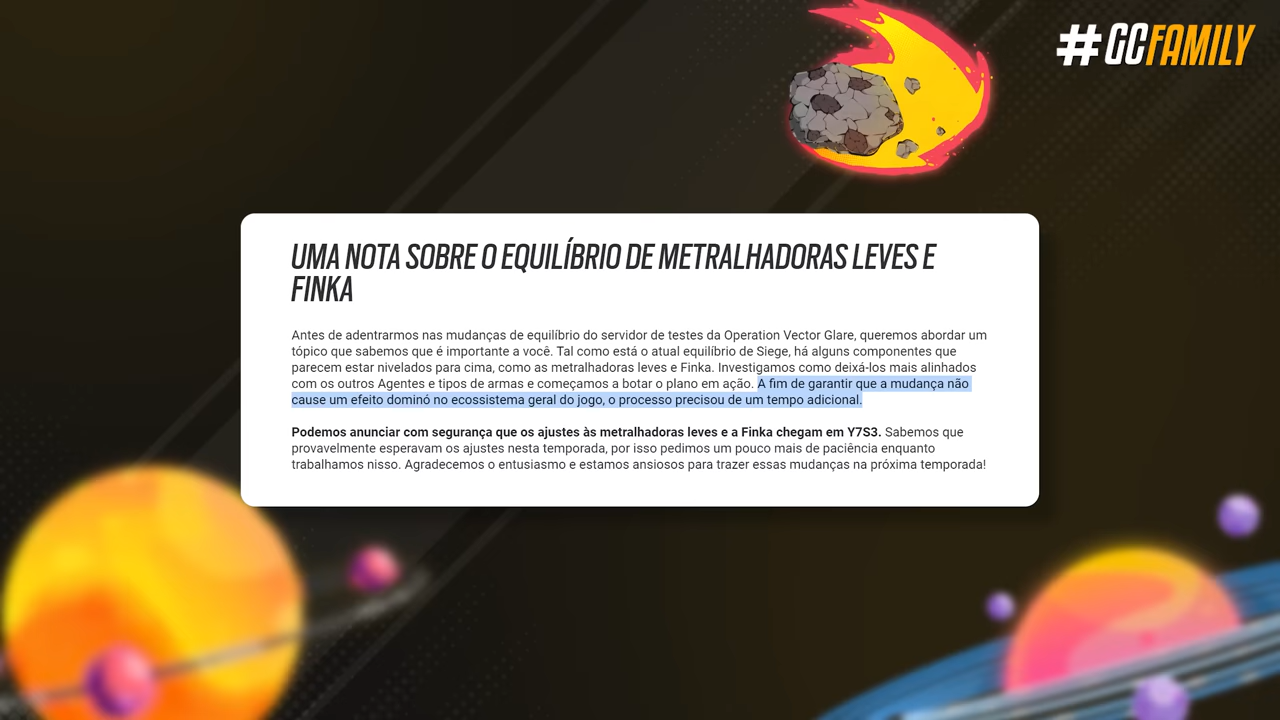 #GCFAMILY
UMA NOTA SOBRE O EQUILÍBRIO DE METRALHADORAS LEVES E
FINKA
Antes de adentrarmos nas mudanças de equilíbrio do servidor de testes da Operation Vector Glare, queremos abordar um
tópico que sabemos que é importante a você. Tal como está o atual equilíbrio de Siege, há alguns componentes que
parecem estar nivelados para cima, como as metralhadoras leves e Finka. Investigamos como deixá-los mais alinhados
com os outros Agentes e tipos de armas e começamos a botar o plano em ação. A fim de garantir que a mudança não
cause um efeito dominó no ecossistema geral do jogo, o processo precisou de um tempo adicional.
Podemos anunciar com segurança que os ajustes às metralhadoras leves e a Finka chegam em Y7S3. Sabemos que
provavelmente esperavam os ajustes nesta temporada, por isso pedimos um pouco mais de paciência enquanto
trabalhamos nisso. Agradecemos o entusiasmo e estamos ansiosos para trazer essas mudanças na próxima temporada!